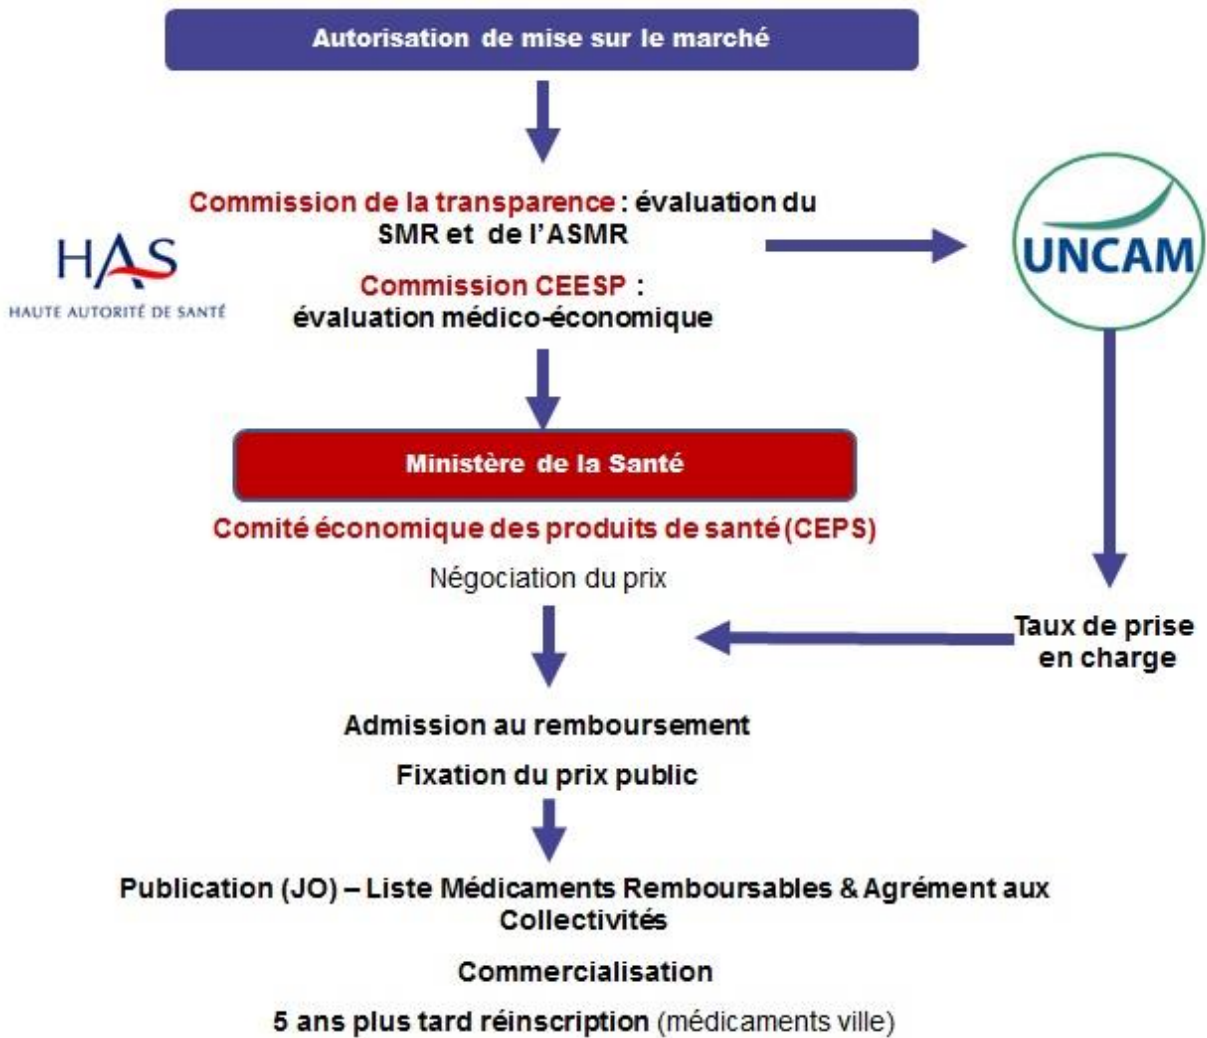 Autorisation de mise sur le marché
Commission de la transparence : évaluation du
SMR et de l'ASMR
HAS
HAUTE AUTORITÉ DE SANTÉ
UNCAM
Commission CEESP :
évaluation médico-économique
Ministère de la Santé
Comité économique des produits de santé (CEPS)
Négociation du prix
Taux de prise
en charge
Admission au remboursement
Fixation du prix public
Publication (JO) – Liste Médicaments Remboursables & Agrément aux
Collectivités
Commercialisation
5 ans plus tard réinscription (médicaments ville)